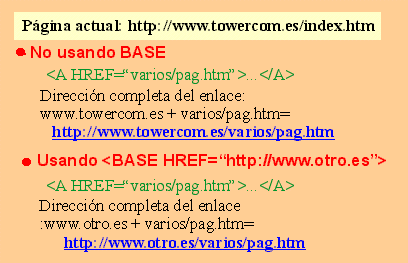 Página actual: http://www.towercom.es/index.htm
No usando BASE
<A HREF=“varios/pag.htm”>...</A>
Dirección completa del enlace:
www.towercom.es + varios/pag.htm=
http://www.towercom.es/varios/pag.htm
Usando <BASE HREF=“http://www.otro.es”>
<A HREF=“varios/pag.htm”>...</A>
Dirección completa del enlace
:www.otro.es + varios/pag.htm=
http://www.otro.es/varios/pag.htm